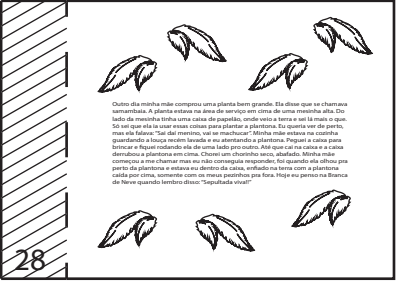 Outro dia minha mãe comprou uma planta bem grande. Ela disse que se chamava
samambaia. A planta estava na área de serviço em cima de uma mesinha alta. Do
lado da mesinha tinha uma caixa de papelão, onde veio a terra e sei lá mais o que.
Só sei que ela ia usar essas coisas para plantar a plantona. Eu queria ver de perto,
mas ela falava: “Sai daí menino, vai se machucar”. Minha mãe estava na cozinha
guardando a louça recém lavada e eu atentando a plantona. Peguei a caixa para
brincar e fiquei rodando ela de uma lado pro outro. Até que caí na caixa e a caixa
derrubou a plantona em cima. Chorei um chorinho seco, abafado. Minha mãe
começou a me chamar mas eu não conseguia responder, foi quando ela olhou pra
perto da planta e estava eu dentro da caixa, enfiado na terra com a plantona
caída por cima, somente com os meus pezinhos pra fora. Hoje eu penso na Branca
de Neve quando lembro disso: “Sepultada viva!!”
28